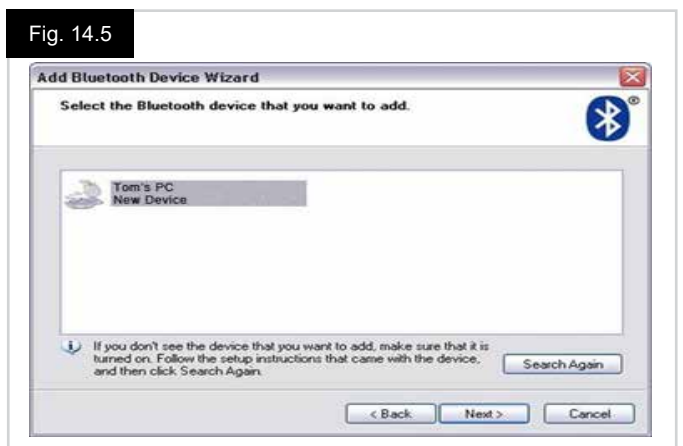 Fig. 14.5
Add Bluetooth Device Wizard
Select the Bluetooth device that you want to add.
®
Tom's PC
New Device
If you don't see the device that you want to add, make sure that it is
turned on. Follow the setup instructions that came with the device,
and then click Search Again.
Search Again
< Back
Next >
Cancel